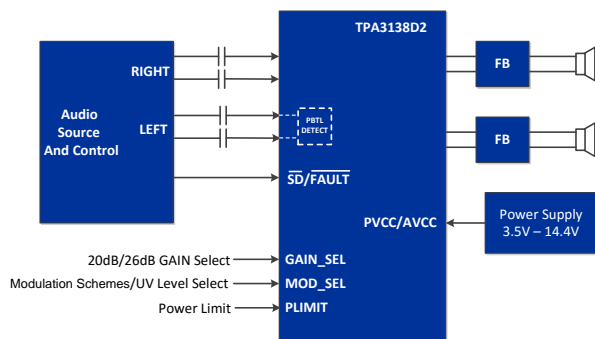 TPA3138D2
RIGHT
FB
Audio
Source
And Control
LEFT
PBTL
DETECT
FB
SD/FAULT
PVCC/AVCC
Power Supply
3.5V – 14.4V
20dB/26dB GAIN Select
GAIN_SEL
Modulation Schemes/UV Level Select
MOD_SEL
Power Limit
PLIMIT